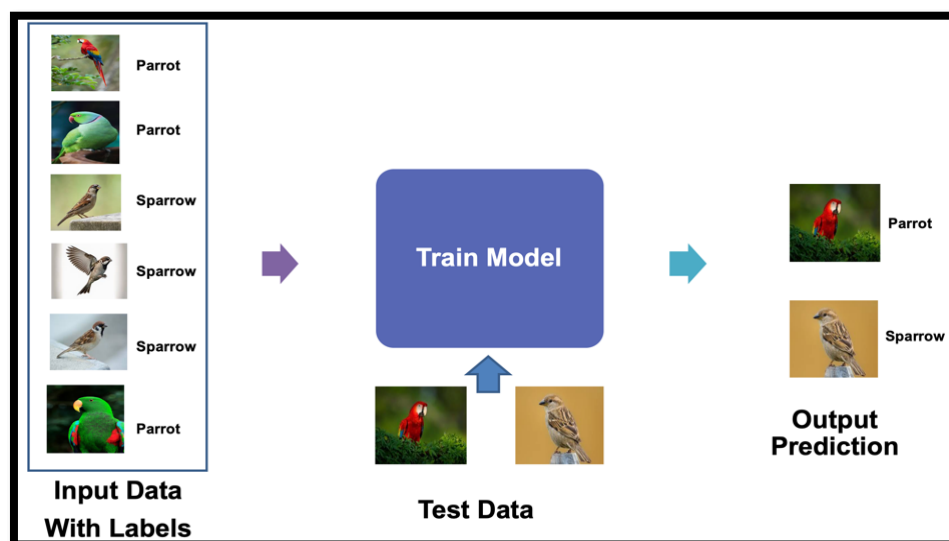 Parrot
Parrot
Sparrow
Sparrow
Sparrow
Parrot
Input Data
With Labels
Train Model
Test Data
Parrot
Sparrow
Output
Prediction